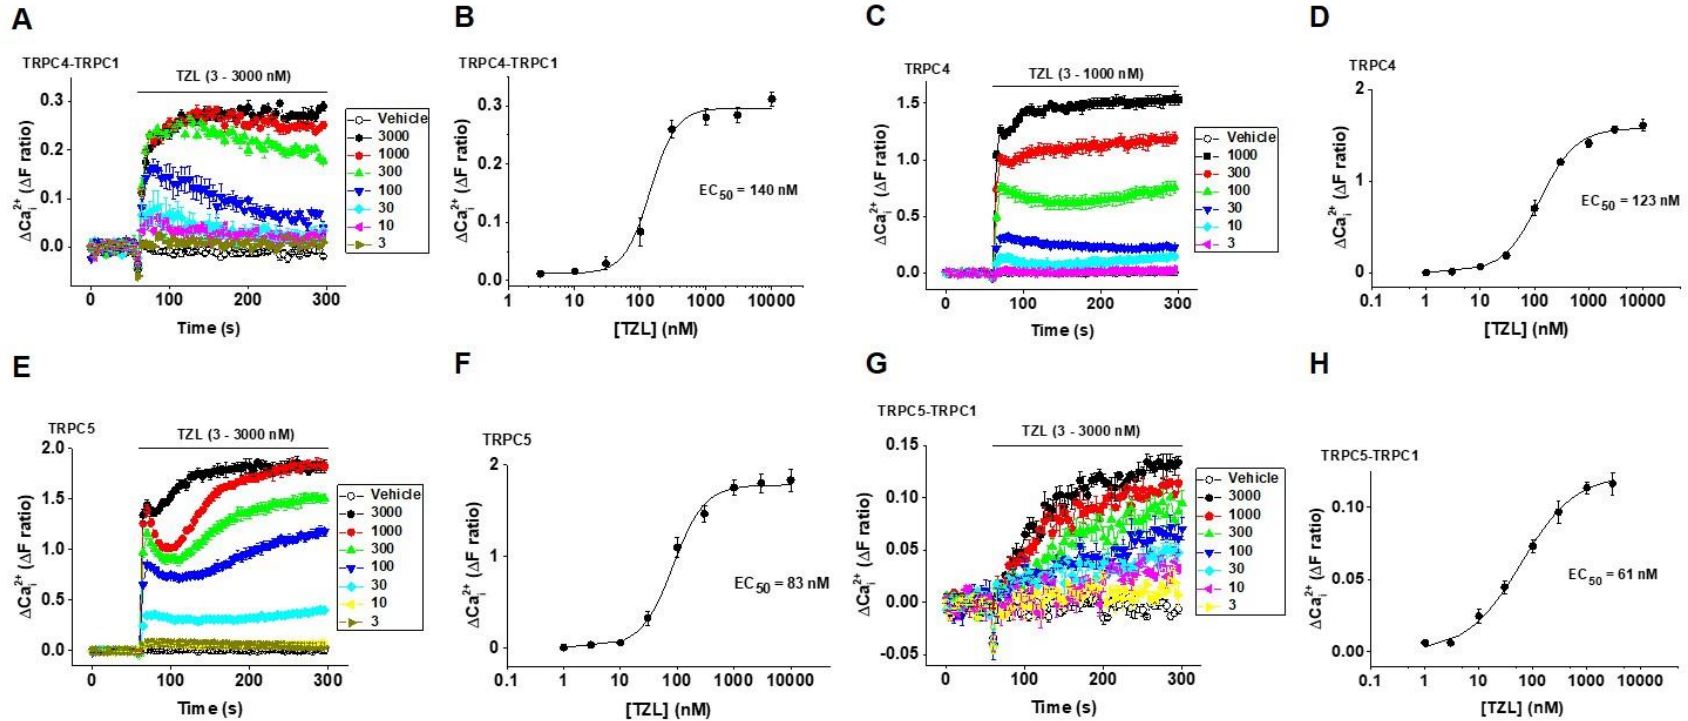 A
TRPC4-TRPC1
TZL (3 - 3000 nM)
ΔCa²⁺ᵢ (ΔF ratio)
0.3
0.2
0.1
0.0
0
100
200
300
Time (s)
Vehicle
3000
1000
300
100
30
10
3
B
TRPC4-TRPC1
ΔCa²⁺ᵢ (ΔF ratio)
0.3
0.2
0.1
0.0
EC₅₀ = 140 nM
1
10
100
1000
10000
[TZL] (nM)
C
TRPC4
TZL (3 - 1000 nM)
ΔCa²⁺ᵢ (ΔF ratio)
1.5
1.0
0.5
0.0
0
100
200
300
Time (s)
Vehicle
1000
300
100
30
10
3
D
TRPC4
ΔCa²⁺ᵢ (ΔF ratio)
2
1
0
EC₅₀ = 123 nM
0.1
1
10
100
1000
10000
[TZL] (nM)
E
TRPC5
TZL (3 - 3000 nM)
ΔCa²⁺ᵢ (ΔF ratio)
2.0
1.5
1.0
0.5
0.0
0
100
200
300
Time (s)
Vehicle
3000
1000
300
100
30
10
3
F
TRPC5
ΔCa²⁺ᵢ (ΔF ratio)
2
1
0
EC₅₀ = 83 nM
0.1
1
10
100
1000
10000
[TZL] (nM)
G
TRPC5-TRPC1
TZL (3 - 3000 nM)
ΔCa²⁺ᵢ (ΔF ratio)
0.15
0.10
0.05
0.00
-0.05
0
100
200
300
Time (s)
Vehicle
3000
1000
300
100
30
10
3
H
TRPC5-TRPC1
ΔCa²⁺ᵢ (ΔF ratio)
0.10
0.05
0.00
EC₅₀ = 61 nM
0.1
1
10
100
1000
10000
[TZL] (nM)